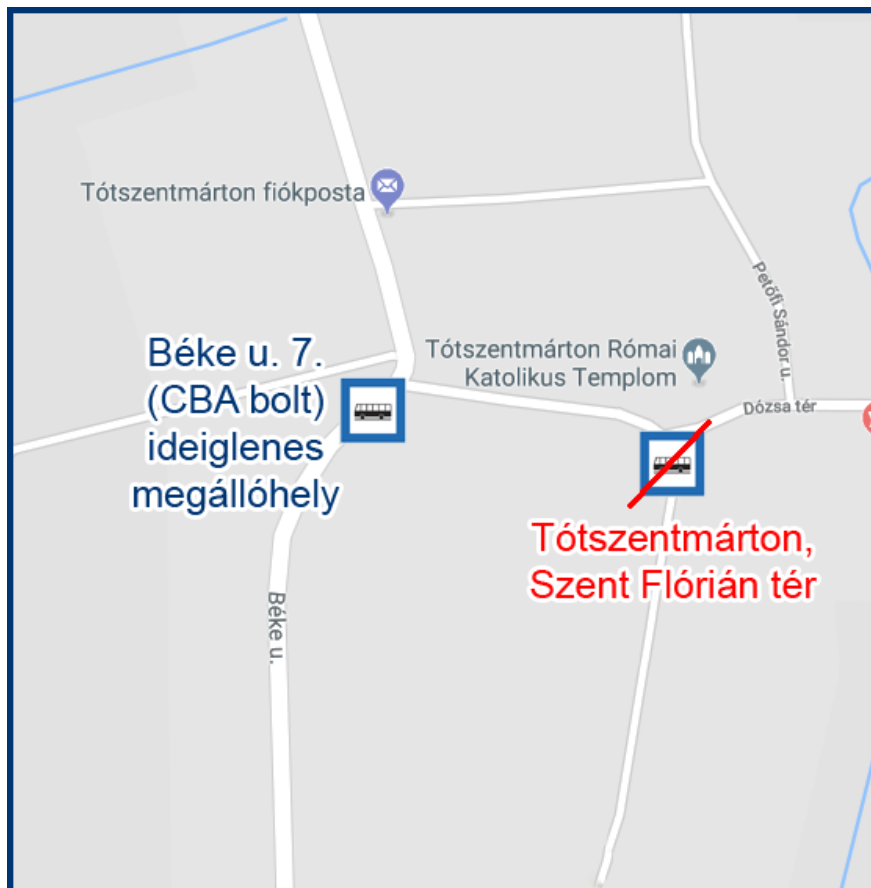 Tótszentmárton fiókposta
Petőfi Sándor u.
Béke u. 7.
(CBA bolt)
ideiglenes
megállóhely
Tótszentmárton Római
Katolikus Templom
Dózsa tér
Tótszentmárton,
Szent Flórián tér
Béke u.